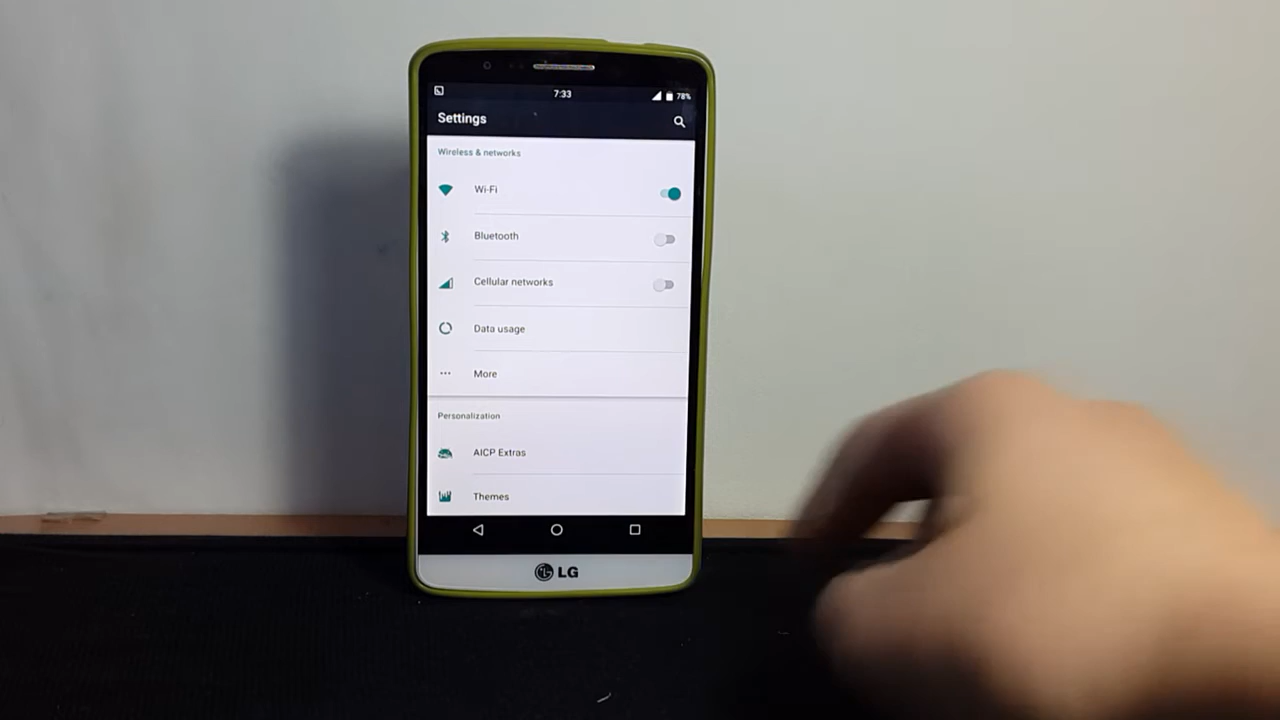 7:33
78%
Settings
Wireless & networks
Wi-Fi
Bluetooth
Cellular networks
Data usage
More
Personalization
AICP Extras
Themes
LG